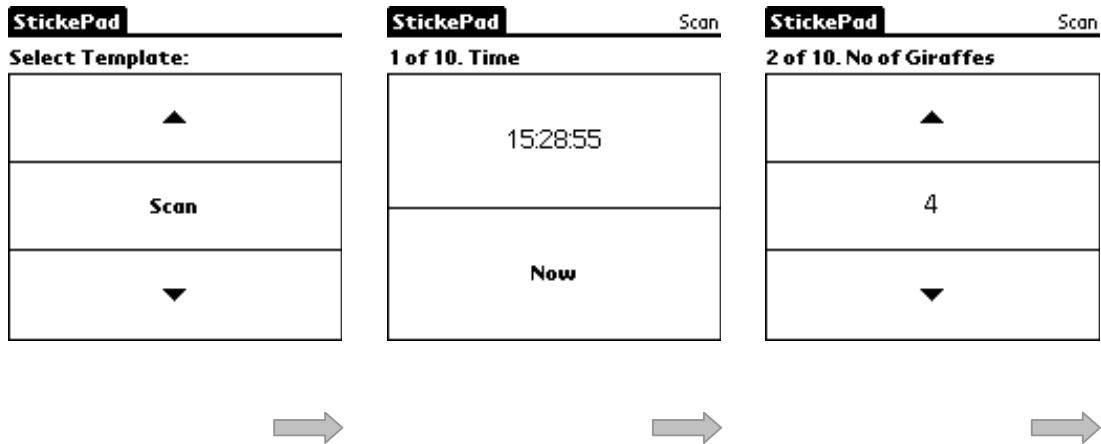 StickePad
Select Template:
Scan
StickePad Scan
1 of 10. Time
15:28:55
Now
StickePad Scan
2 of 10. No of Giraffes
4